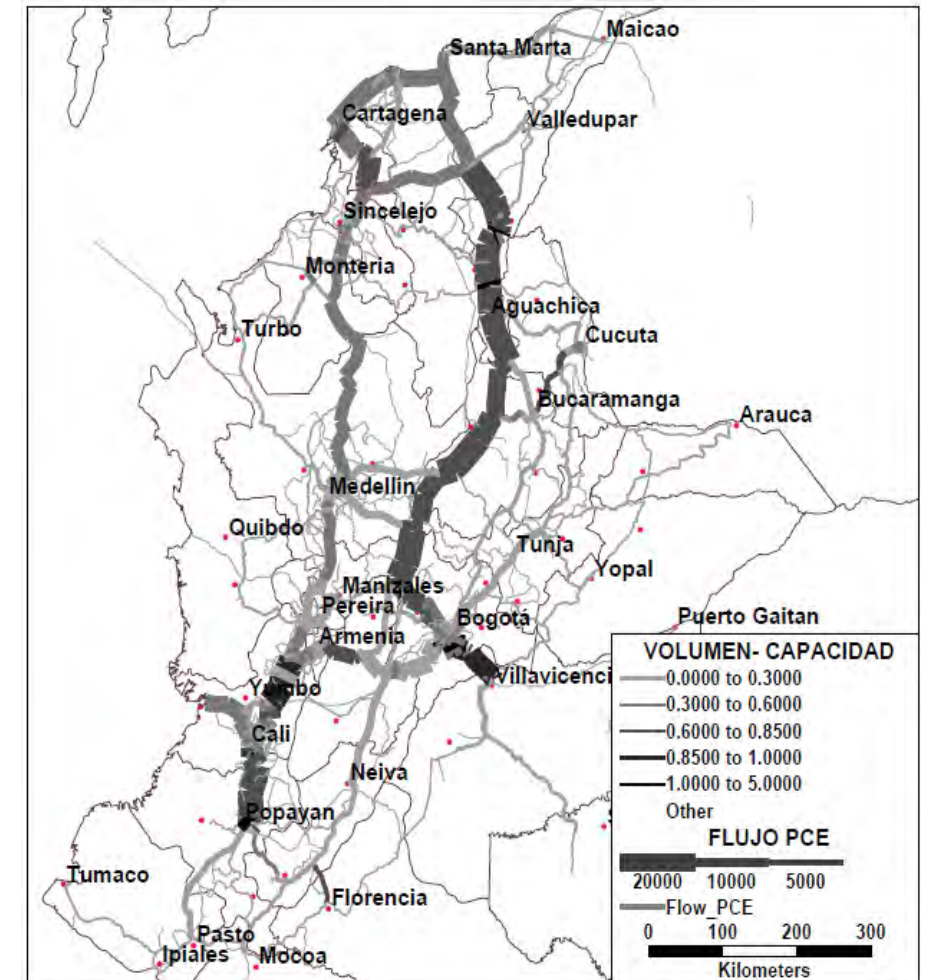 Maicao
Santa Marta
Cartagena
Valledupar
Sincelejo
Monteria
Aguachica
Turbo
Cucuta
Bucaramanga
Arauca
Medellin
Quibdo
Tunja
Yopal
Manizales
Pereira
Bogotá
Puerto Gaitan
Armenia
Villavicenci
Yumbo
Cali
Neiva
Popayan
Tumaco
Florencia
Pasto
Ipiales
Mocoa
VOLUMEN- CAPACIDAD
0.0000 to 0.3000
0.3000 to 0.6000
0.6000 to 0.8500
0.8500 to 1.0000
1.0000 to 5.0000
Other
FLUJO PCE
20000 10000 5000
Flow_PCE
0 100 200 300
Kilometers